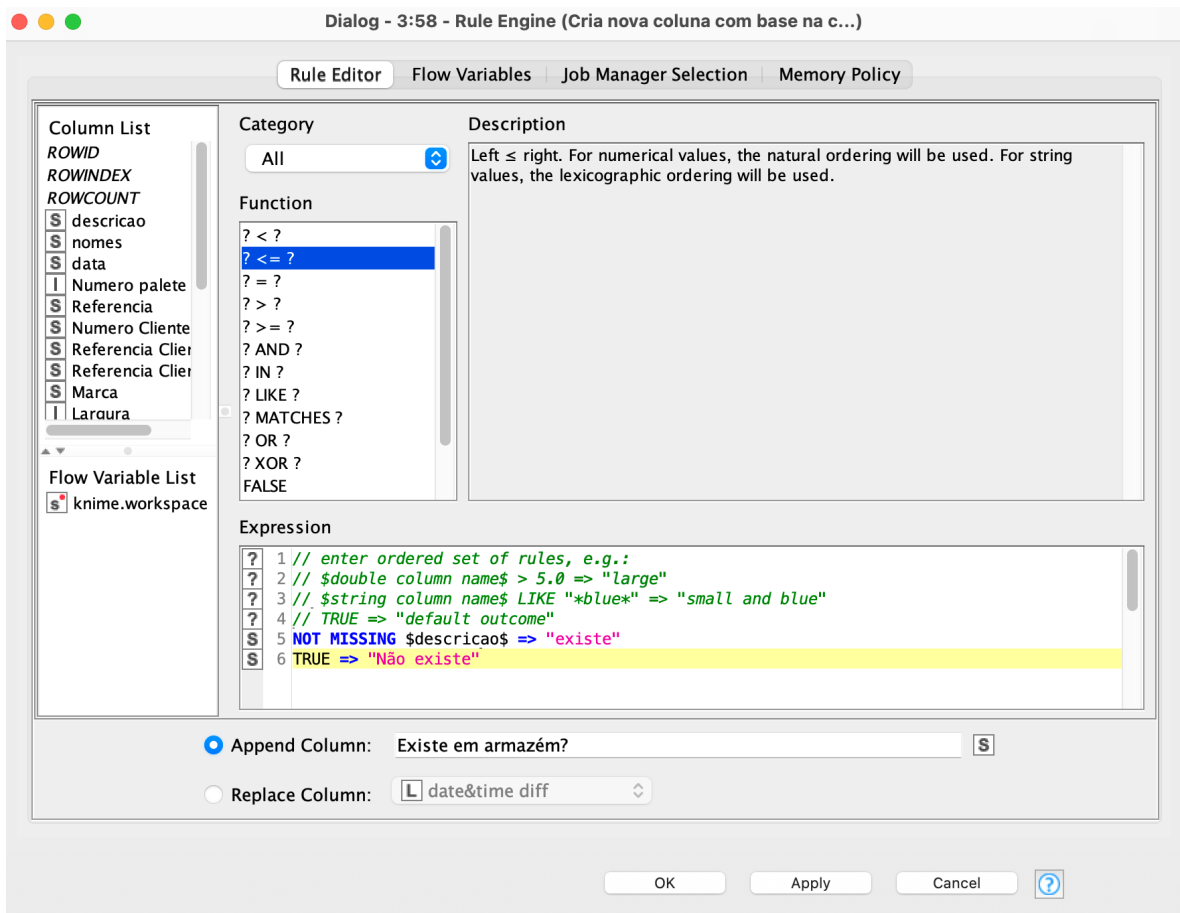 Dialog - 3:58 - Rule Engine (Cria nova coluna com base na c...)
Rule Editor
Flow Variables
Job Manager Selection
Memory Policy
Column List
ROWID
ROWINDEX
ROWCOUNT
S descricao
S nomes
S data
I Numero palete
S Referencia
S Numero Cliente
S Referencia Clier
S Referencia Clier
S Marca
I Largura
Flow Variable List
s knime.workspace
Category
All
Function
? < ?
? <= ?
? = ?
? > ?
? >= ?
? AND ?
? IN ?
? LIKE ?
? MATCHES ?
? OR ?
? XOR ?
FALSE
Description
Left ≤ right. For numerical values, the natural ordering will be used. For string
values, the lexicographic ordering will be used.
Expression
? 1 // enter ordered set of rules, e.g.:
? 2 // $double column name$ > 5.0 => "large"
? 3 // $string column name$ LIKE "*blue*" => "small and blue"
? 4 // TRUE => "default outcome"
S 5 NOT MISSING $descricao$ => "existe"
S 6 TRUE => "Não existe"
Append Column: Existe em armazém? S
Replace Column: L date&time diff
OK
Apply
Cancel
?